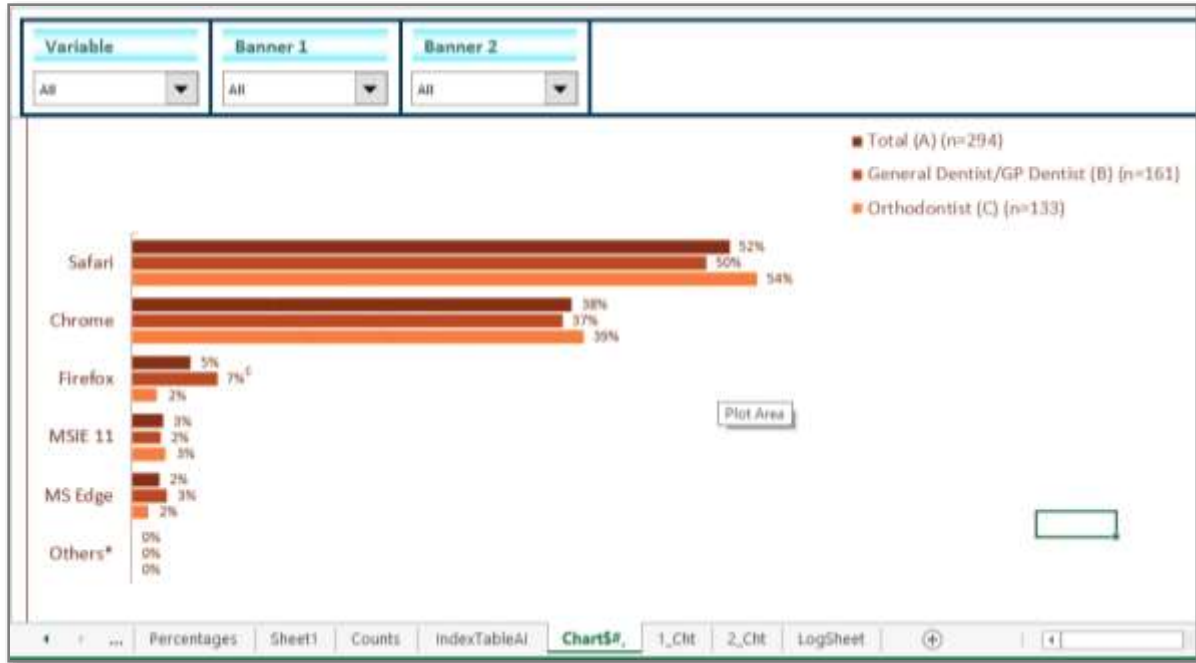 Variable Banner 1 Banner 2
All All All
Total (A) (n=294)
General Dentist/GP Dentist (B) (n=161)
Orthodontist (C) (n=133)
Safari 52% 50% 54%
Chrome 38% 37% 39%
Firefox 5% 7% C 2%
MSIE 11 3% 2% 3%
MS Edge 2% 3% 2%
Others* 0% 0% 0%
Plot Area
... Percentages Sheet1 Counts IndexTableAI Chart$#, 1_Cht 2_Cht LogSheet